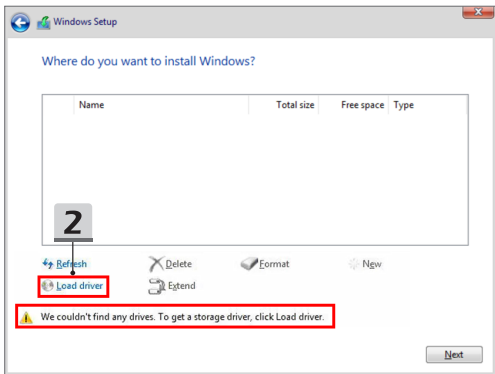 Windows Setup
Where do you want to install Windows?
Name Total size Free space Type
2
Refresh Delete Format New
Load driver Extend
We couldn't find any drives. To get a storage driver, click Load driver.
Next